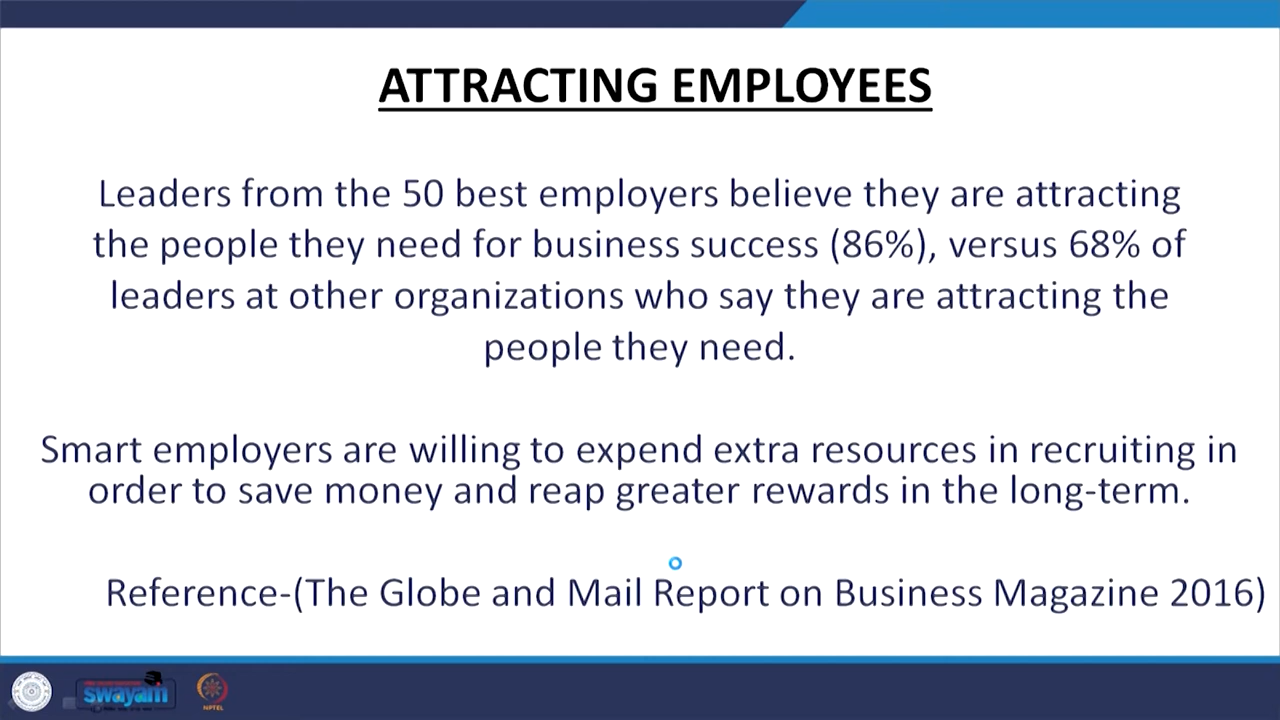 ATTRACTING EMPLOYEES
Leaders from the 50 best employers believe they are attracting
the people they need for business success (86%), versus 68% of
leaders at other organizations who say they are attracting the
people they need.
Smart employers are willing to expend extra resources in recruiting in
order to save money and reap greater rewards in the long-term.
Reference-(The Globe and Mail Report on Business Magazine 2016)
swayam
NPTEL